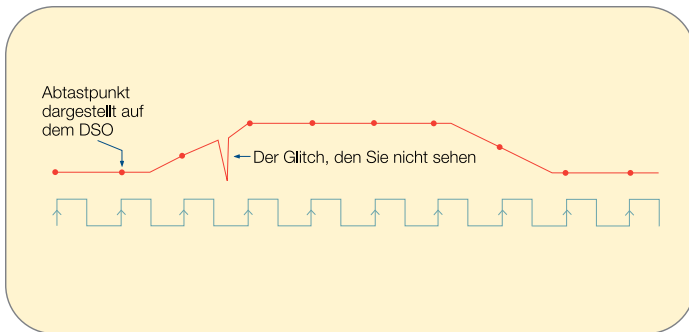 Abtastpunkt
dargestellt auf
dem DSO
Der Glitch, den Sie nicht sehen